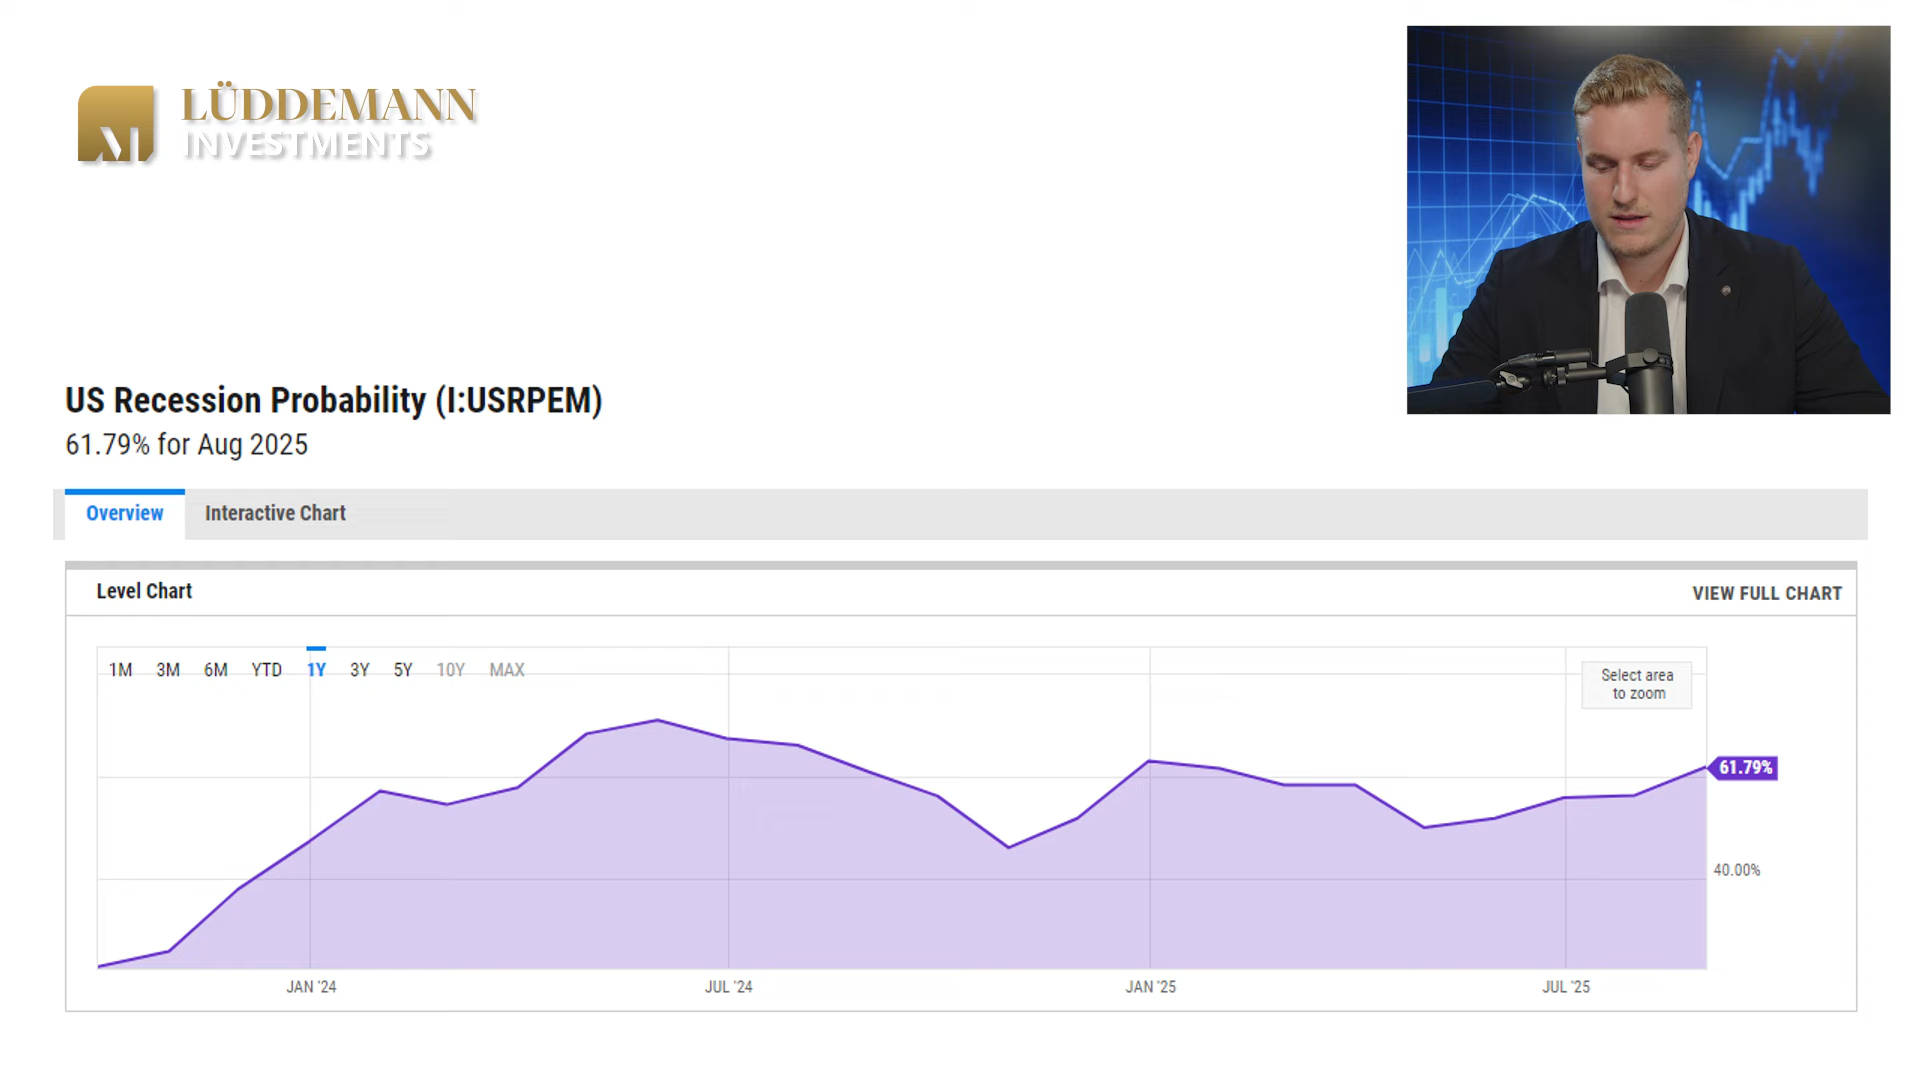 LÜDDEMANN
INVESTMENTS
US Recession Probability (I:USRPEM)
61.79% for Aug 2025
Overview
Interactive Chart
Level Chart
VIEW FULL CHART
1M 3M 6M YTD 1Y 3Y 5Y 10Y MAX
Select area
to zoom
61.79%
40.00%
JAN '24
JUL '24
JAN '25
JUL '25